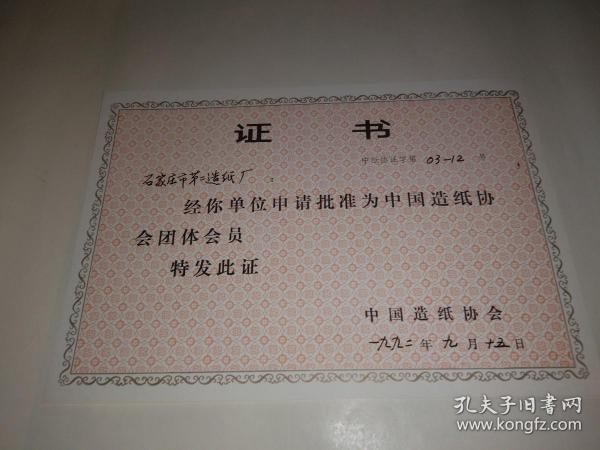 证 书
中纸协证字第 03-12 号
石家庄市第二造纸厂：
经你单位申请批准为中国造纸协
会团体会员
特发此证
中国造纸协会
一九九二年九月十五日
孔夫子旧书网
www.kongfz.com